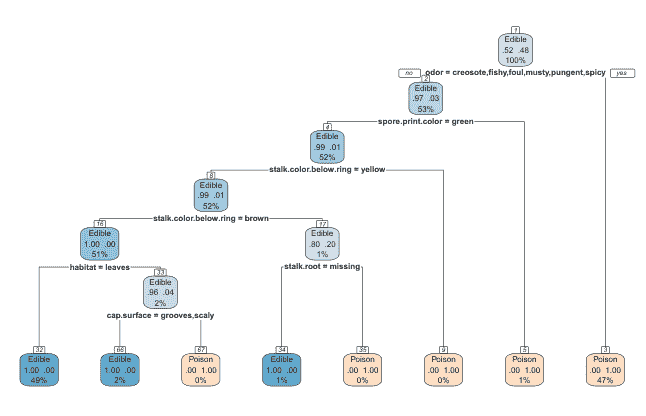 1
Edible
.52 .48
100%
no odor = creosote,fishy,foul,musty,pungent,spicy yes
2
Edible
.97 .03
53%
spore.print.color = green
4
Edible
.99 .01
52%
stalk.color.below.ring = yellow
8
Edible
.99 .01
52%
stalk.color.below.ring = brown
16
Edible
1.00 .00
51%
17
Edible
.80 .20
1%
habitat = leaves
stalk.root = missing
33
Edible
.96 .04
2%
cap.surface = grooves,scaly
32
Edible
1.00 .00
49%
66
Edible
1.00 .00
2%
67
Poison
.00 1.00
0%
34
Edible
1.00 .00
1%
35
Poison
.00 1.00
0%
9
Poison
.00 1.00
0%
5
Poison
.00 1.00
1%
3
Poison
.00 1.00
47%